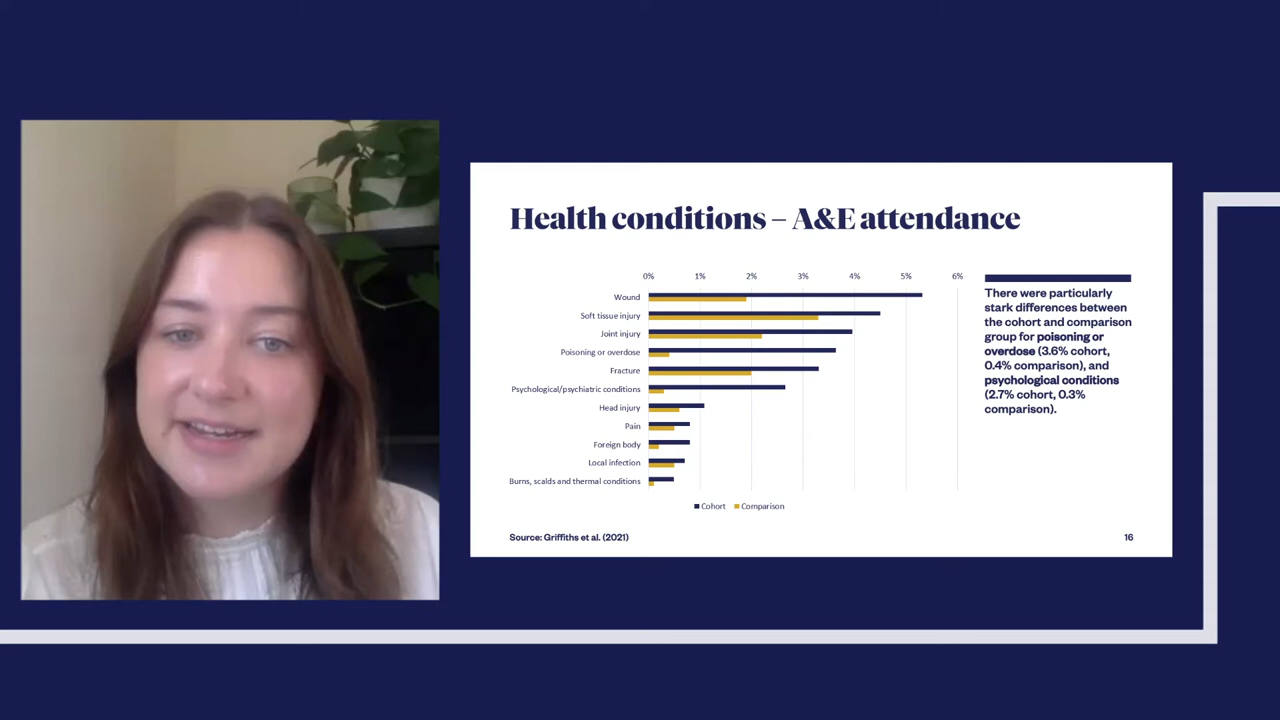 Health conditions – A&E attendance
0% 1% 2% 3% 4% 5% 6%
Wound
Soft tissue injury
Joint injury
Poisoning or overdose
Fracture
Psychological/psychiatric conditions
Head injury
Pain
Foreign body
Local infection
Burns, scalds and thermal conditions
Cohort Comparison
There were particularly
stark differences between
the cohort and comparison
group for poisoning or
overdose (3.6% cohort,
0.4% comparison), and
psychological conditions
(2.7% cohort, 0.3%
comparison).
Source: Griffiths et al. (2021)
16